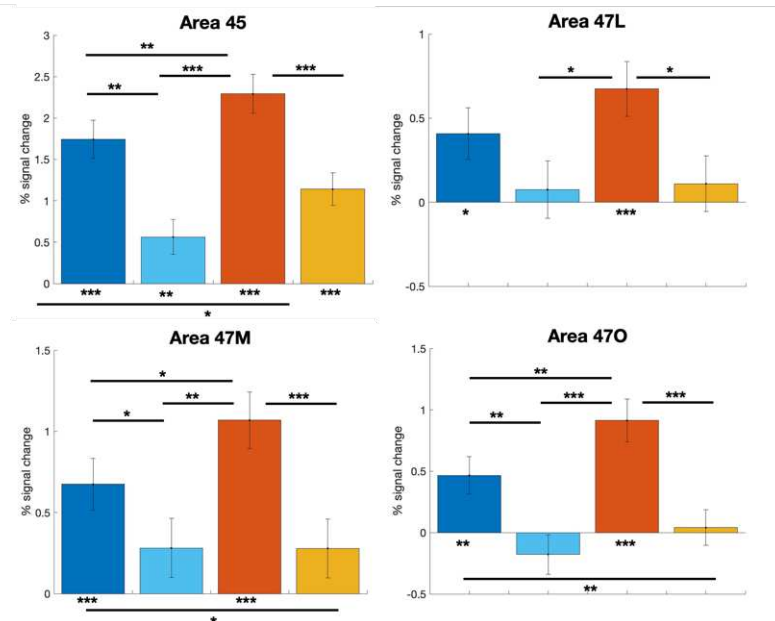 Area 45
% signal change
3
2.5
2
1.5
1
0.5
0
**
** *** ***
*** ** *** ***
*
Area 47L
% signal change
1
0.5
0
-0.5
* *
* ***
Area 47M
% signal change
1.5
1
0.5
0
*
* ** ***
*** ***
*
Area 47O
% signal change
1.5
1
0.5
0
-0.5
**
** *** ***
** ***
**